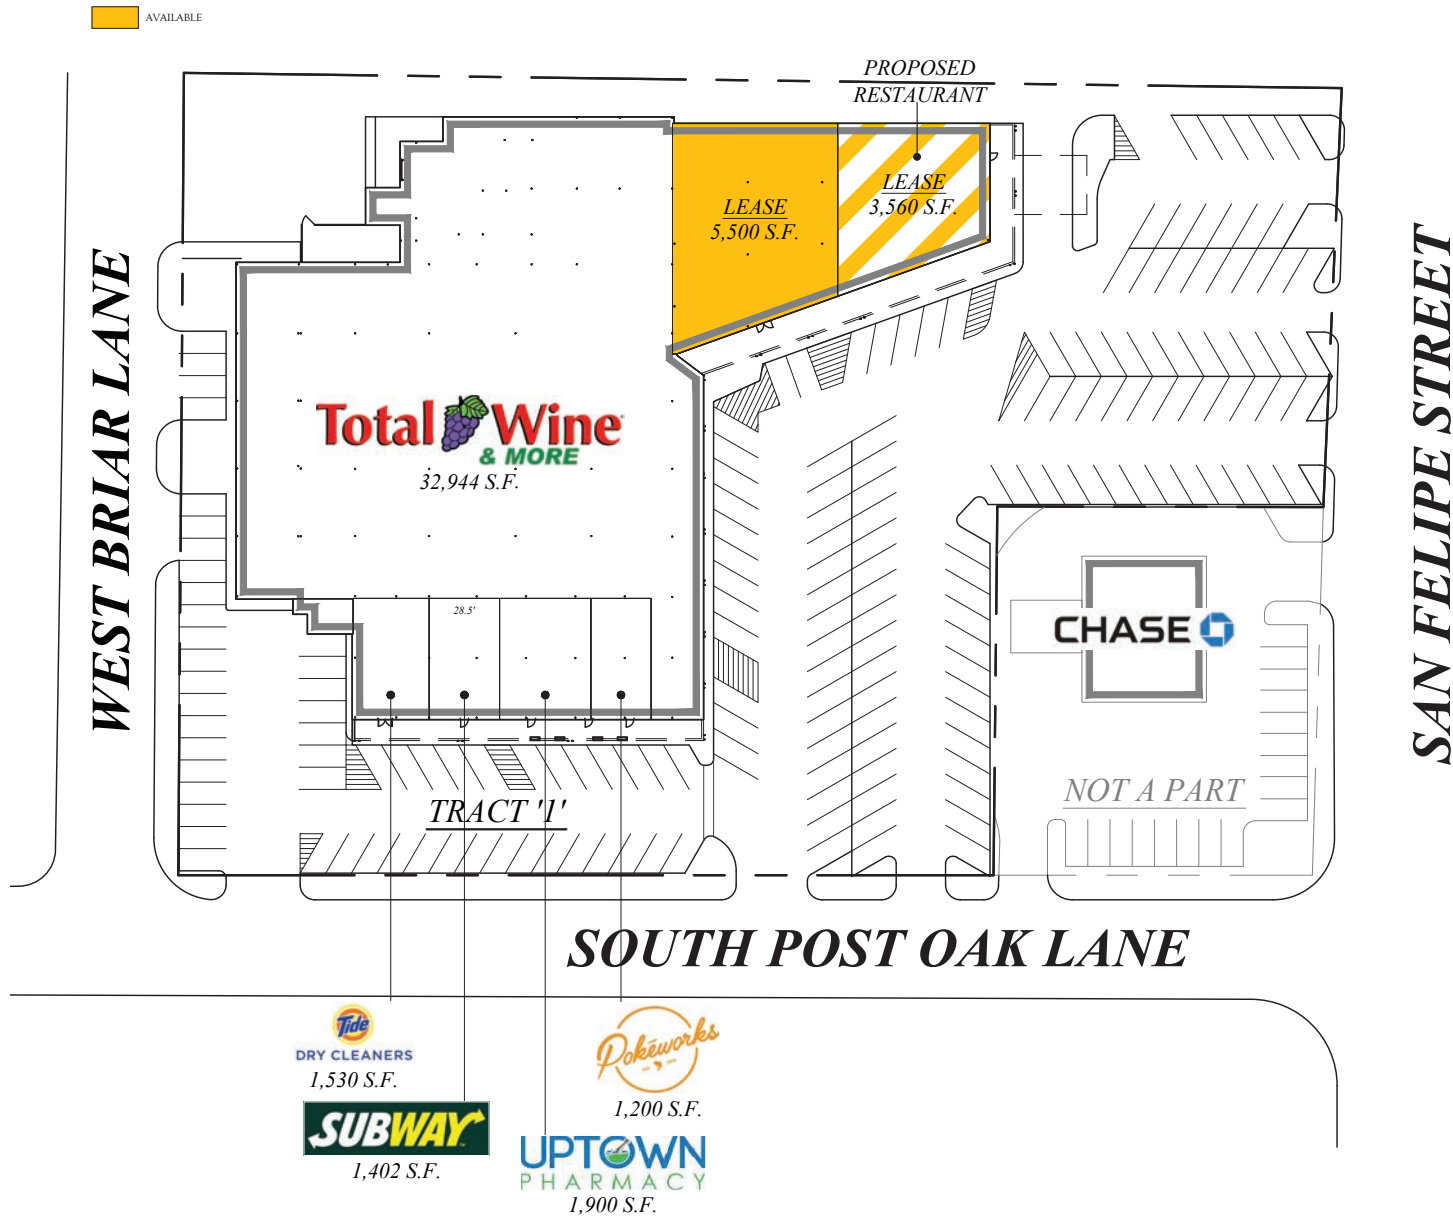 AVAILABLE
PROPOSED
RESTAURANT
LEASE
3,560 S.F.
LEASE
5,500 S.F.
WEST BRIAR LANE
SAN FELIPE STREET
Total Wine
& MORE
32,944 S.F.
28.5'
CHASE
NOT A PART
TRACT '1'
SOUTH POST OAK LANE
Tide
DRY CLEANERS
1,530 S.F.
Pokéworks
1,200 S.F.
SUBWAY
1,402 S.F.
UPTOWN
PHARMACY
1,900 S.F.